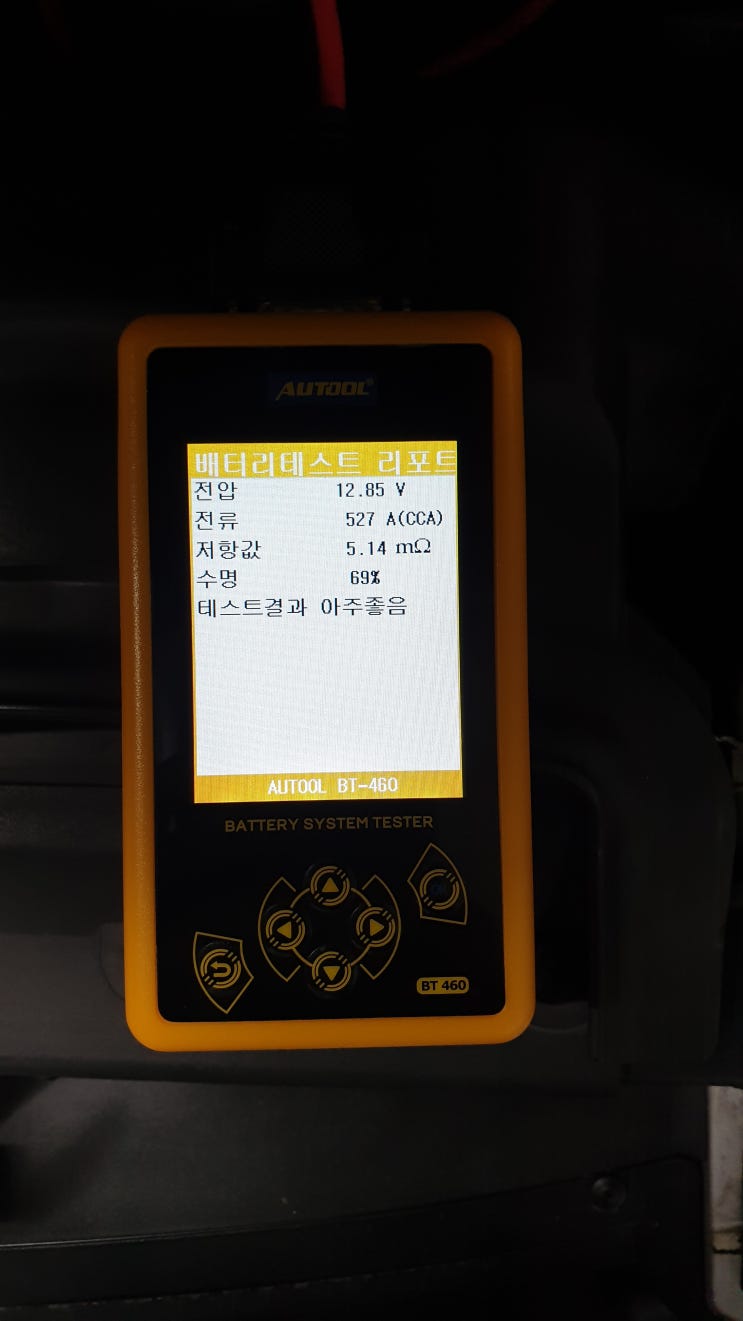 AUTOOL®
배터리테스트 리포트
전압 12.85 V
전류 527 A(CCA)
저항값 5.14 mΩ
수명 69%
테스트결과 아주좋음
AUTOOL BT-460
BATTERY SYSTEM TESTER
OK
BT 460